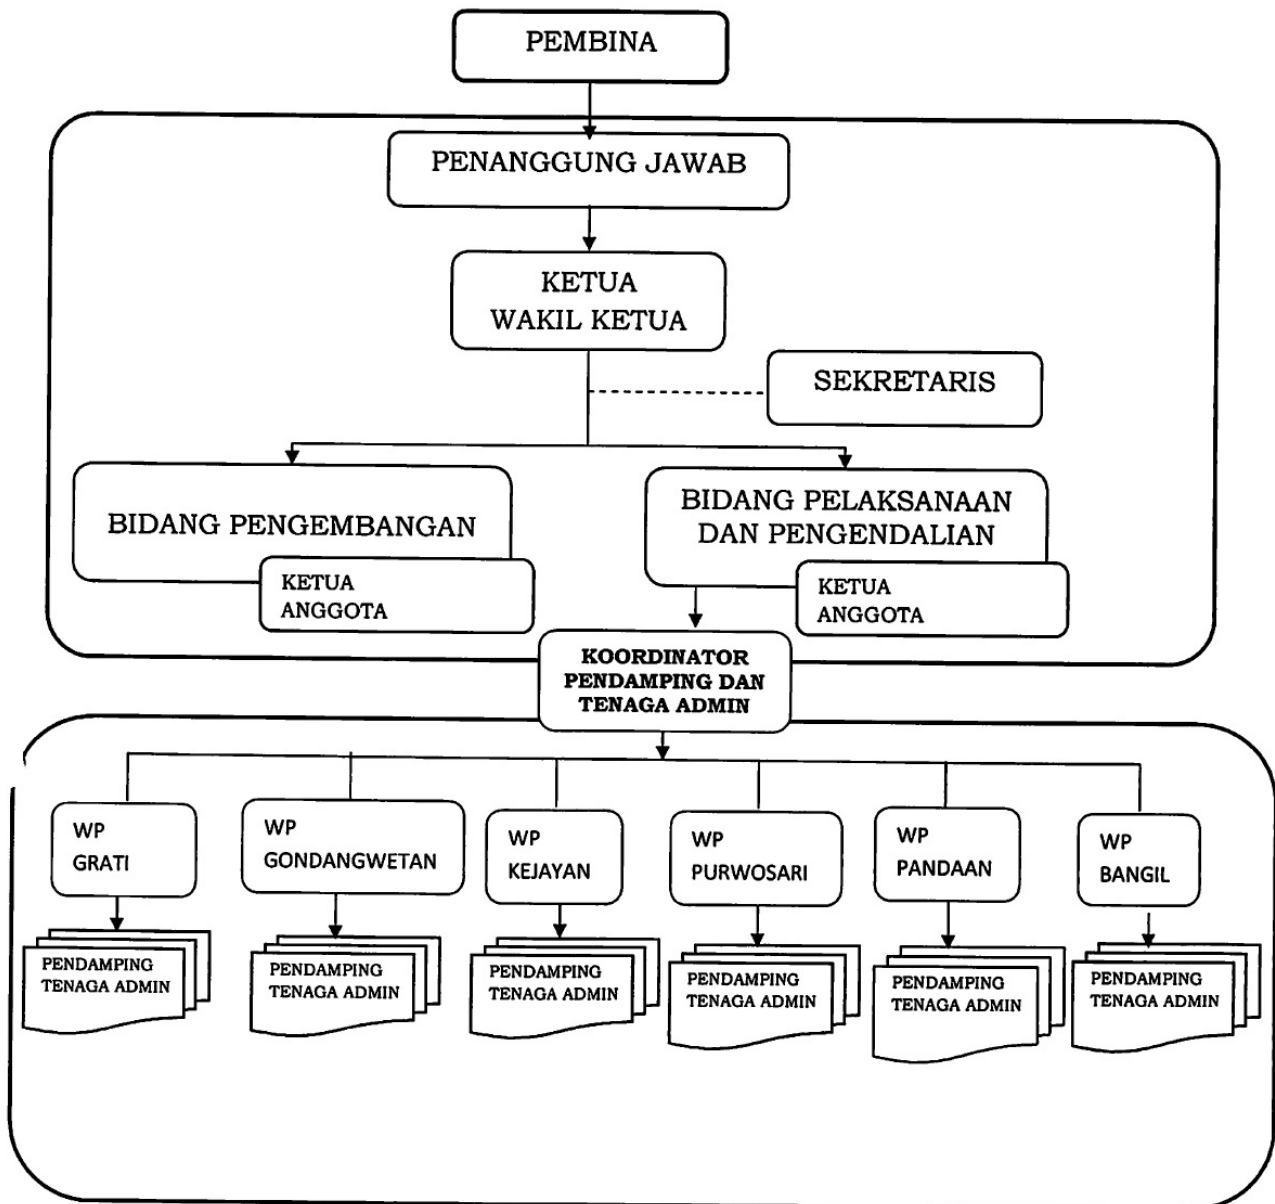 PEMBINA
PENANGGUNG JAWAB
KETUA
WAKIL KETUA
SEKRETARIS
BIDANG PENGEMBANGAN
KETUA
ANGGOTA
BIDANG PELAKSANAAN
DAN PENGENDALIAN
KETUA
ANGGOTA
KOORDINATOR
PENDAMPING DAN
TENAGA ADMIN
WP
GRATI
WP
GONDANGWETAN
WP
KEJAYAN
WP
PURWOSARI
WP
PANDAAN
WP
BANGIL
PENDAMPING
TENAGA ADMIN
PENDAMPING
TENAGA ADMIN
PENDAMPING
TENAGA ADMIN
PENDAMPING
TENAGA ADMIN
PENDAMPING
TENAGA ADMIN
PENDAMPING
TENAGA ADMIN